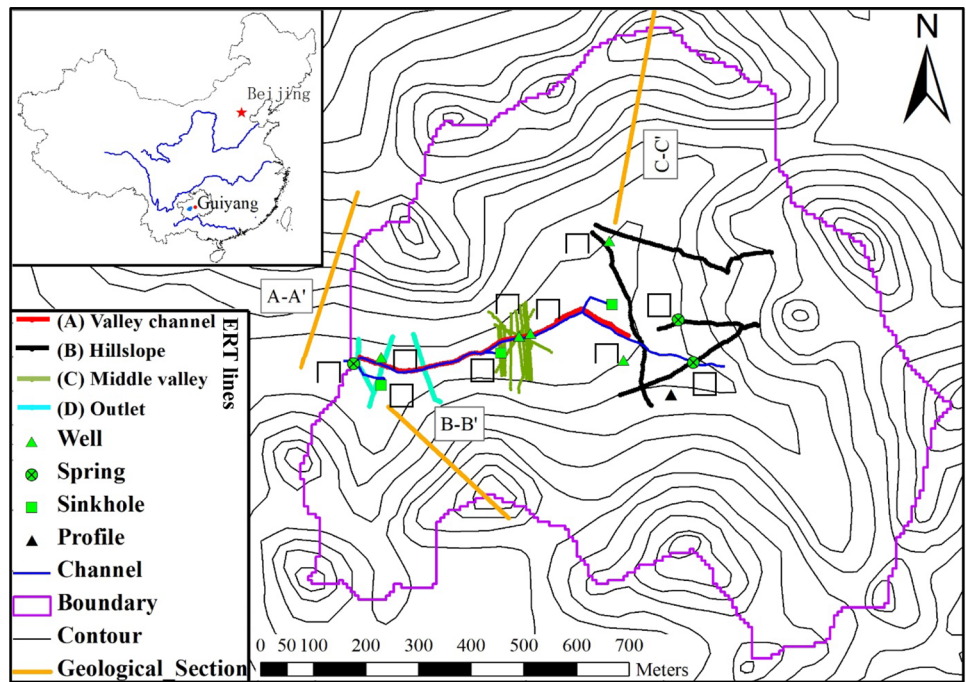 Beijing
Guiyang
N
C-C'
A-A'
B-B'
ERT lines
(A) Valley channel
(B) Hillslope
(C) Middle valley
(D) Outlet
Well
Spring
Sinkhole
Profile
Channel
Boundary
Contour
Geological_Section
0 50 100 200 300 400 500 600 700
Meters